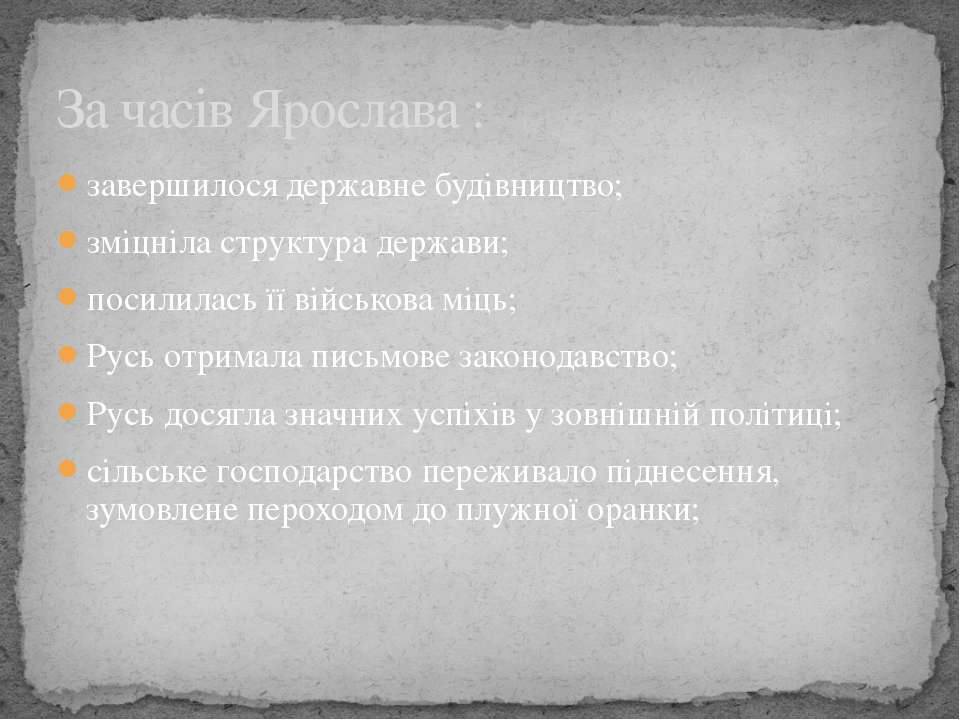 За часів Ярослава :
завершилося державне будівництво;
зміцніла структура держави;
посилилась її військова міць;
Русь отримала письмове законодавство;
Русь досягла значних успіхів у зовнішній політиці;
сільське господарство переживало піднесення,
зумовлене пероходом до плужної оранки;